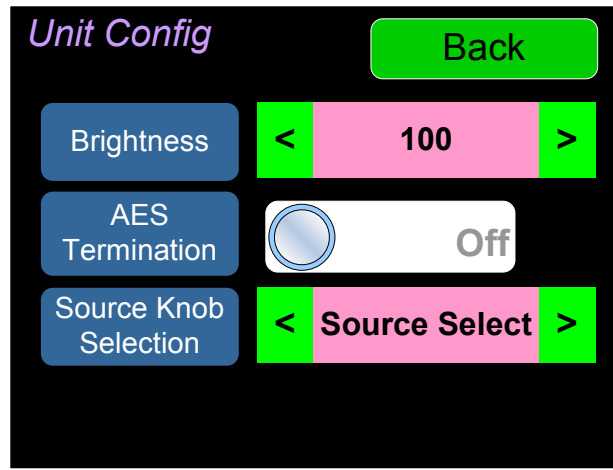 Unit Config
Back
Brightness
< 100 >
AES
Termination
Off
Source Knob
Selection
< Source Select >